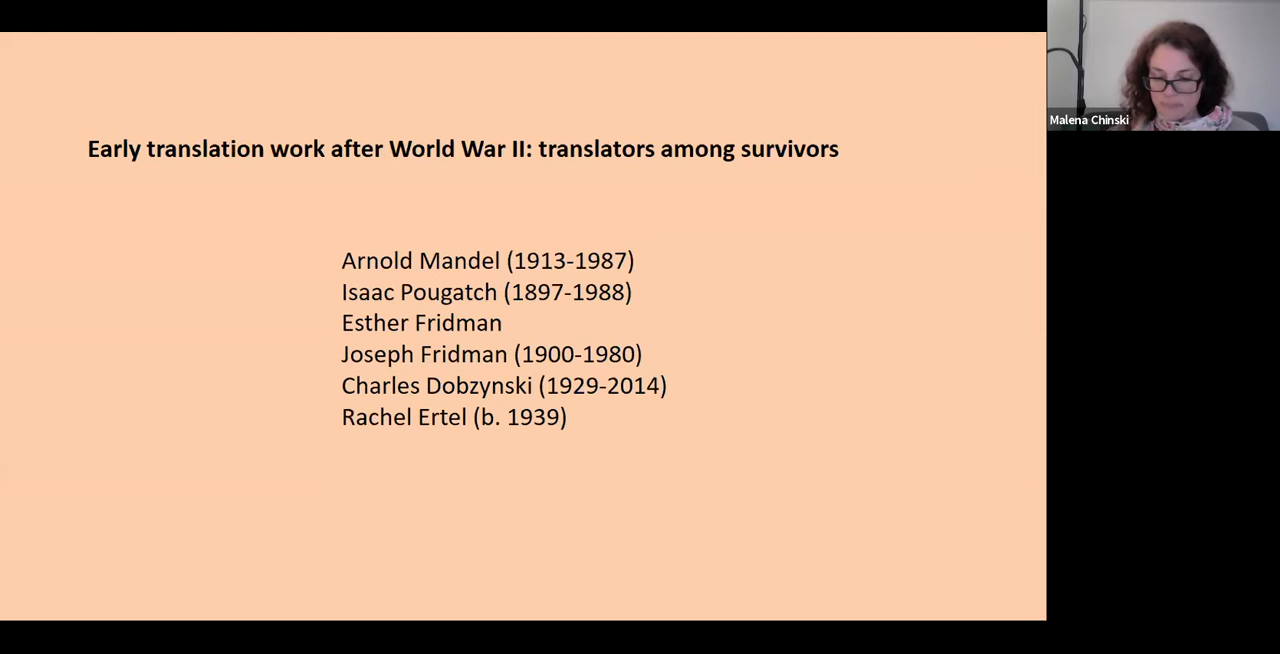 Early translation work after World War II: translators among survivors
Arnold Mandel (1913-1987)
Isaac Pougatch (1897-1988)
Esther Fridman
Joseph Fridman (1900-1980)
Charles Dobzynski (1929-2014)
Rachel Ertel (b. 1939)
Malena Chinski